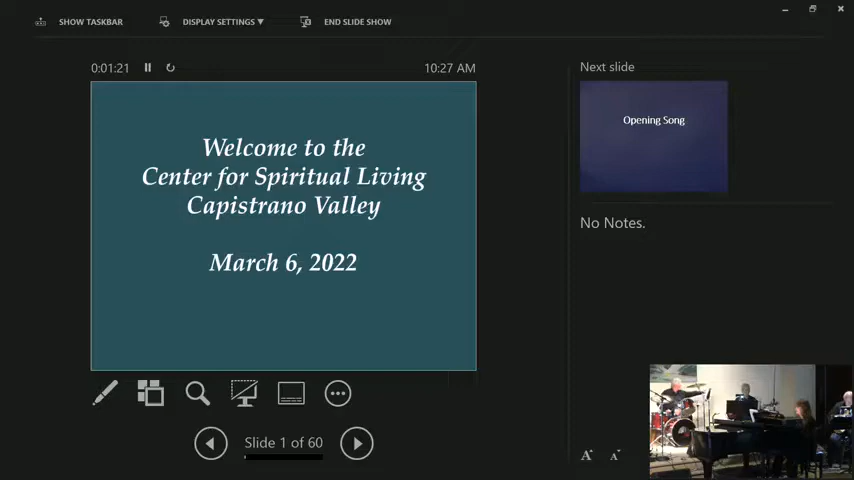 SHOW TASKBAR
DISPLAY SETTINGS ▼
END SLIDE SHOW
0:01:21
10:27 AM
Welcome to the
Center for Spiritual Living
Capistrano Valley
March 6, 2022
Slide 1 of 60
Next slide
Opening Song
No Notes.
A
A